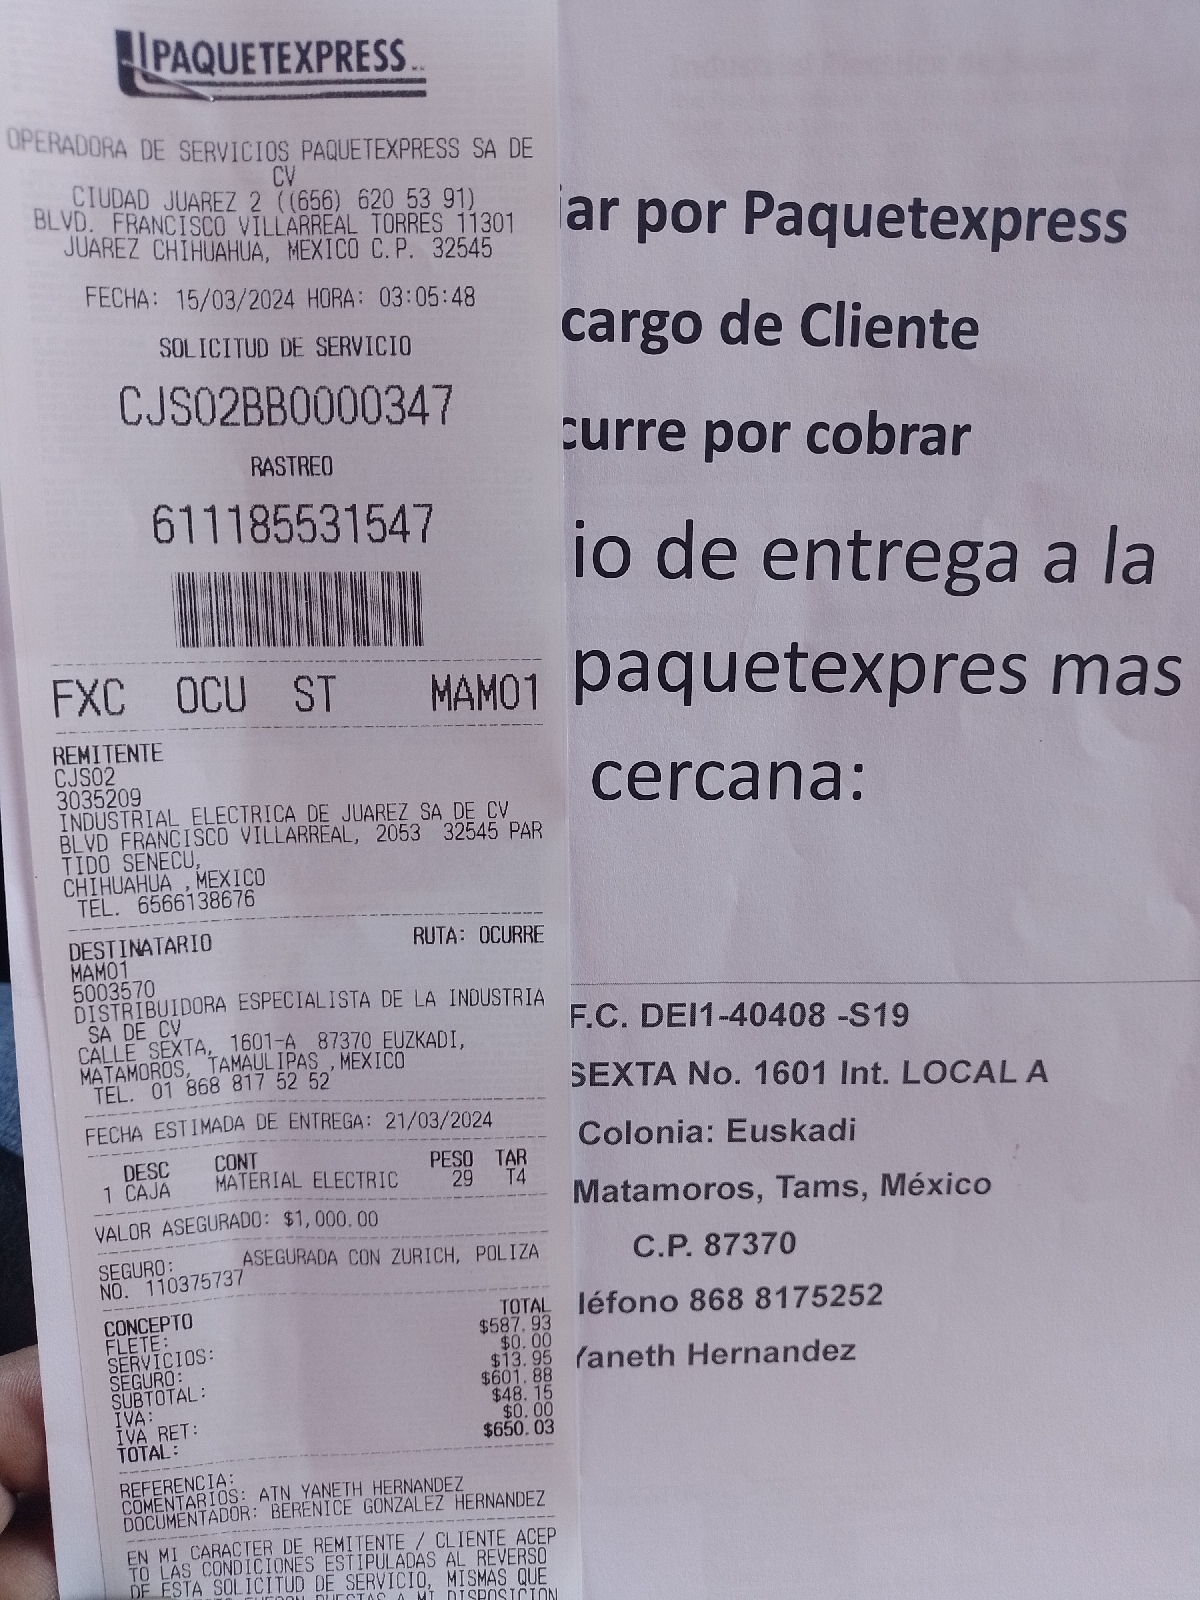 PAQUETEXPRESS
OPERADORA DE SERVICIOS PAQUETEXPRESS SA DE
CV
CIUDAD JUAREZ 2 ((656) 620 53 91)
BLVD. FRANCISCO VILLARREAL TORRES 11301
JUAREZ CHIHUAHUA, MEXICO C.P. 32545
FECHA: 15/03/2024 HORA: 03:05:48
SOLICITUD DE SERVICIO
CJS02BB0000347
RASTREO
611185531547
FXC OCU ST MAM01
REMITENTE
CJS02
3035209
INDUSTRIAL ELECTRICA DE JUAREZ SA DE CV
BLVD FRANCISCO VILLARREAL, 2053 32545 PAR
TIDO SENECU,
CHIHUAHUA ,MEXICO
TEL. 6566138676
DESTINATARIO RUTA: OCURRE
MAM01
5003570
DISTRIBUIDORA ESPECIALISTA DE LA INDUSTRIA
SA DE CV
CALLE SEXTA, 1601-A 87370 EUZKADI,
MATAMOROS, TAMAULIPAS ,MEXICO
TEL. 01 868 817 52 52
FECHA ESTIMADA DE ENTREGA: 21/03/2024
DESC CONT PESO TAR
1 CAJA MATERIAL ELECTRIC 29 T4
VALOR ASEGURADO: $1,000.00
SEGURO: ASEGURADA CON ZURICH, POLIZA
NO. 110375737
CONCEPTO TOTAL
FLETE: $587.93
SERVICIOS: $0.00
SEGURO: $13.95
SUBTOTAL: $601.88
IVA: $48.15
IVA RET: $0.00
TOTAL: $650.03
REFERENCIA:
COMENTARIOS: ATN YANETH HERNANDEZ
DOCUMENTADOR: BERENICE GONZALEZ HERNANDEZ
EN MI CARACTER DE REMITENTE / CLIENTE ACEP
TO LAS CONDICIONES ESTIPULADAS AL REVERSO
DE ESTA SOLICITUD DE SERVICIO, MISMAS QUE
FUERON PUESTAS A MI DISPOSICION
iar por Paquetexpress
cargo de Cliente
curre por cobrar
io de entrega a la
paquetexpres mas
cercana:
F.C. DEI1-40408 -S19
SEXTA No. 1601 Int. LOCAL A
Colonia: Euskadi
Matamoros, Tams, México
C.P. 87370
léfono 868 8175252
Yaneth Hernandez